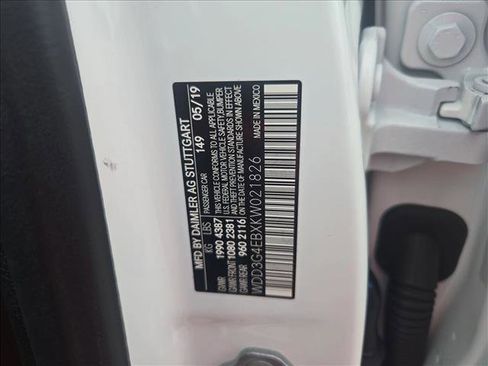 MFD BY DAIMLER AG STUTTGART
PASSENGER CAR 149 05/19
KG LBS
GVWR 1990 4387
GAWR FRONT 1080 2381
GAWR REAR 960 2116
THIS VEHICLE CONFORMS TO ALL APPLICABLE
U.S. FEDERAL MOTOR VEHICLE SAFETY, BUMPER
AND THEFT PREVENTION STANDARDS IN EFFECT
ON THE DATE OF MANUFACTURE SHOWN ABOVE
WDD3G4EBXKW021826 MADE IN MEXICO